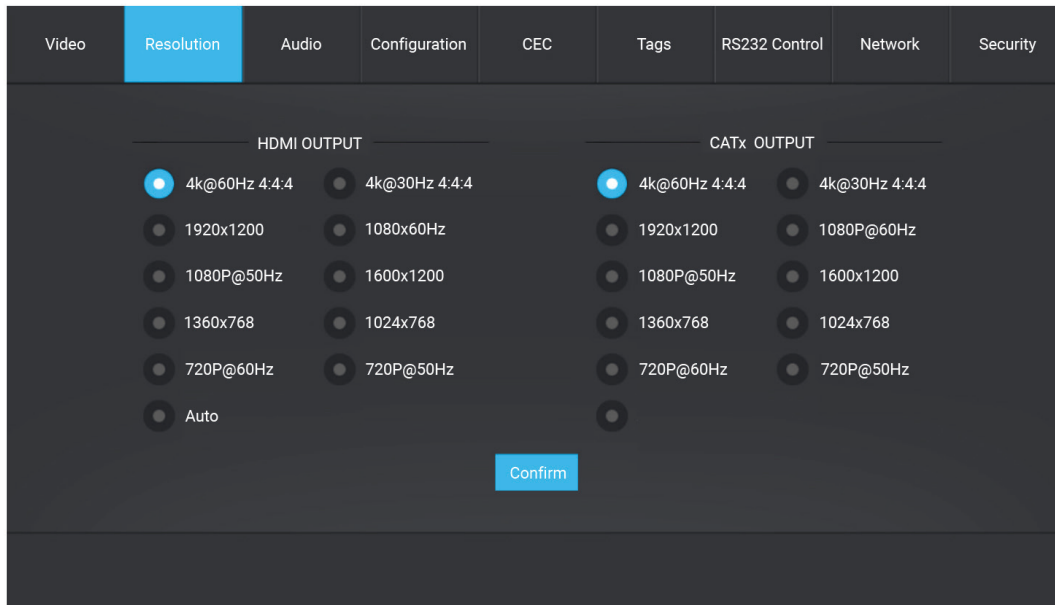 Video Resolution Audio Configuration CEC Tags RS232 Control Network Security
HDMI OUTPUT CATx OUTPUT
4k@60Hz 4:4:4 4k@30Hz 4:4:4 4k@60Hz 4:4:4 4k@30Hz 4:4:4
1920x1200 1080x60Hz 1920x1200 1080P@60Hz
1080P@50Hz 1600x1200 1080P@50Hz 1600x1200
1360x768 1024x768 1360x768 1024x768
720P@60Hz 720P@50Hz 720P@60Hz 720P@50Hz
Auto
Confirm